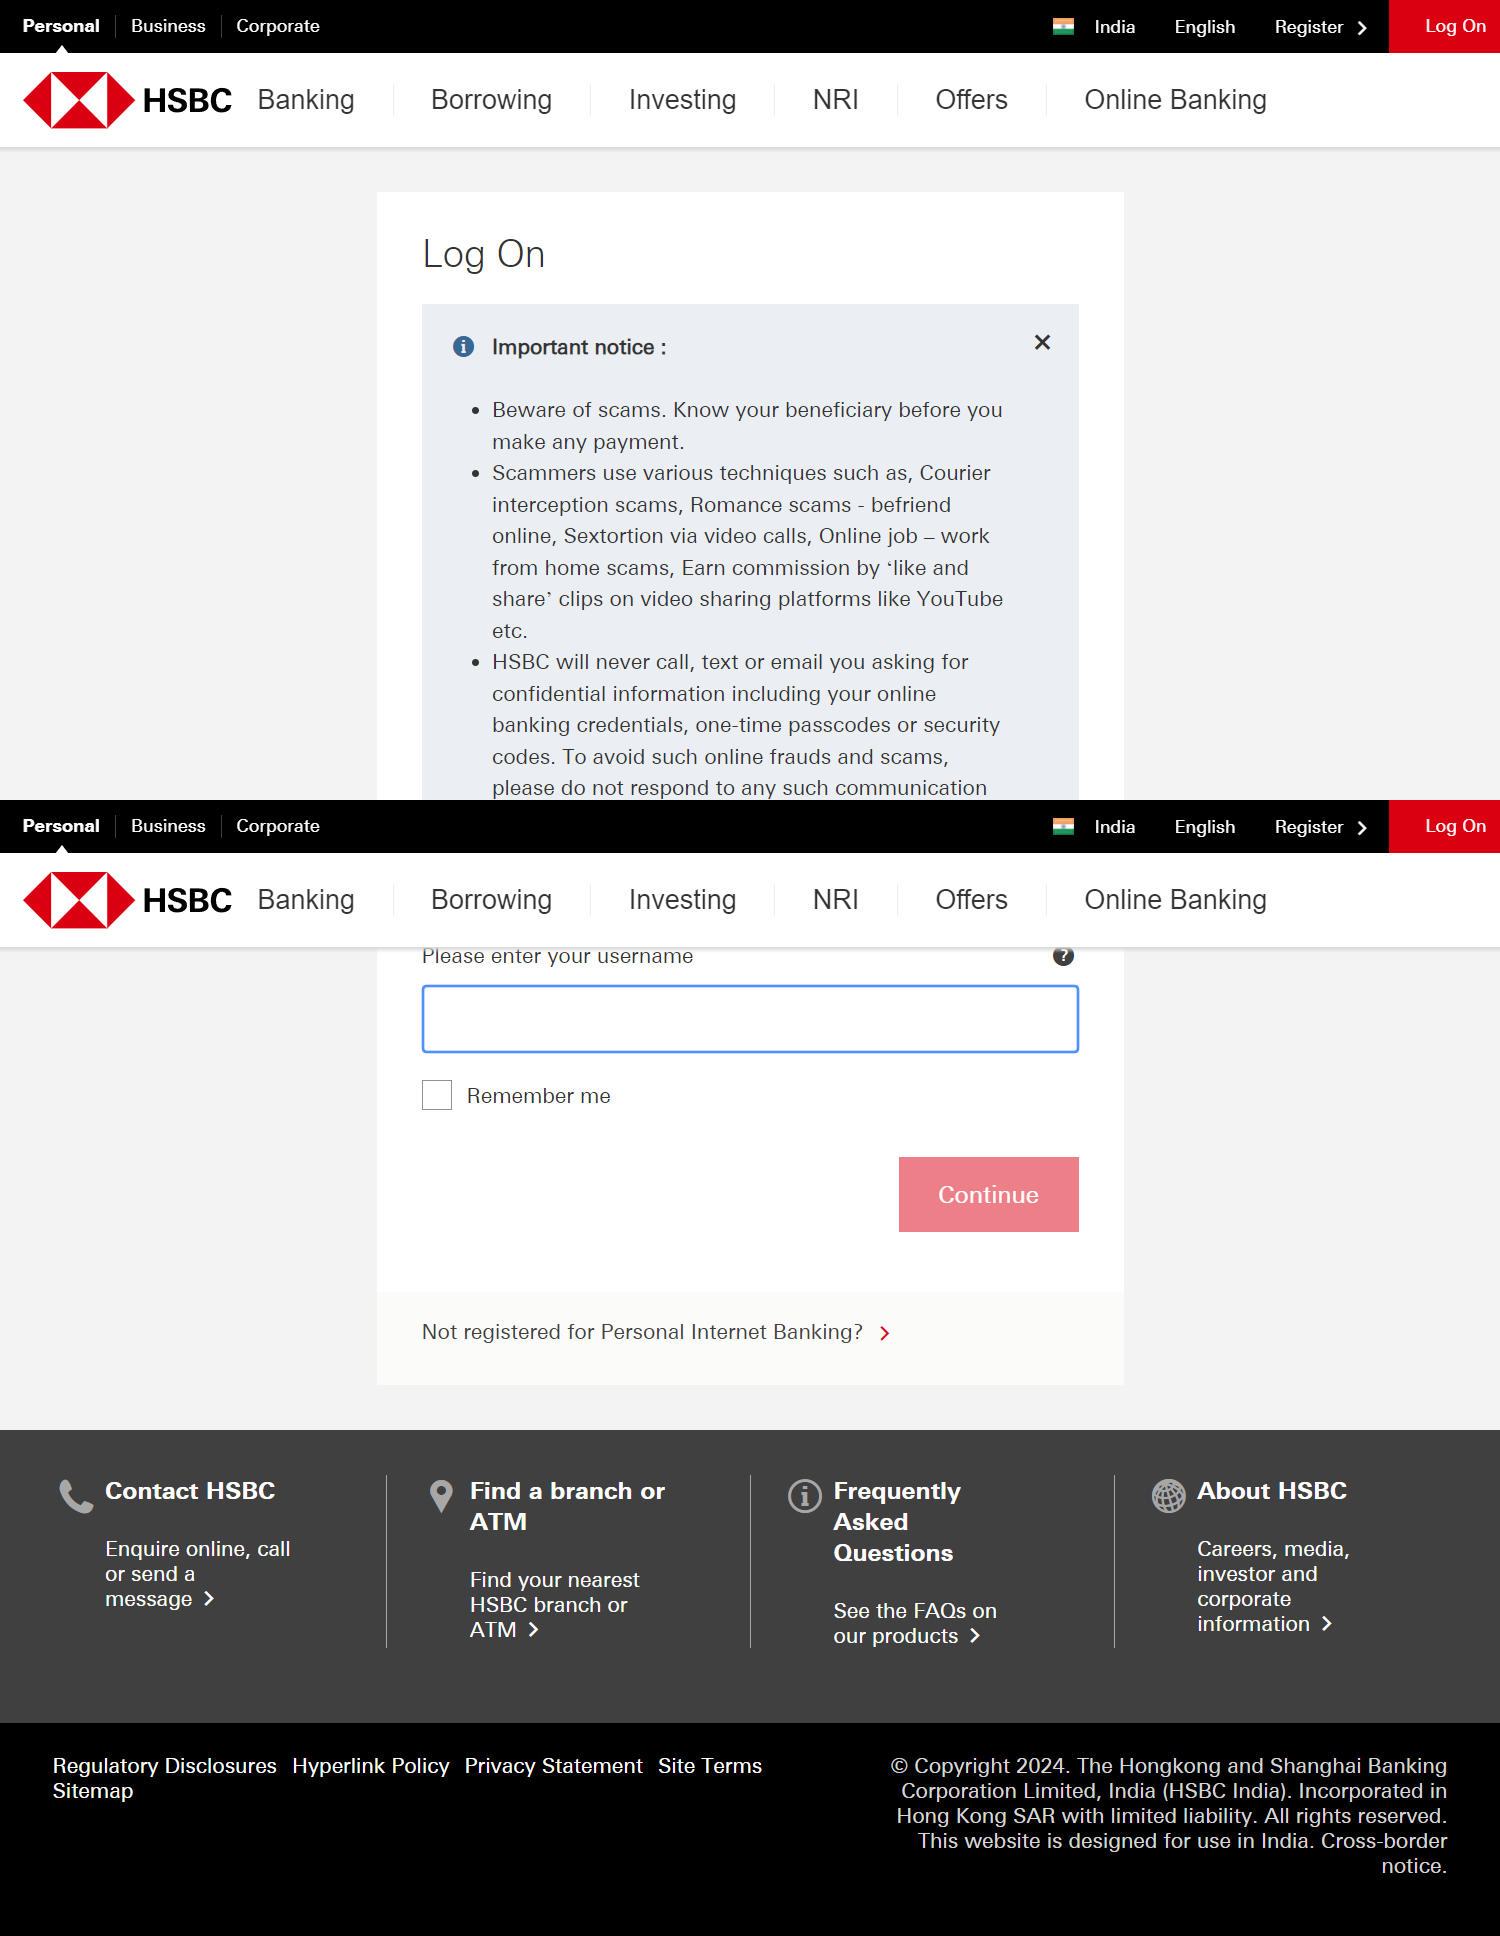 Personal Business Corporate India English Register Log On
HSBC Banking Borrowing Investing NRI Offers Online Banking
Log On
Important notice :
Beware of scams. Know your beneficiary before you
make any payment.
Scammers use various techniques such as, Courier
interception scams, Romance scams - befriend
online, Sextortion via video calls, Online job – work
from home scams, Earn commission by ‘like and
share’ clips on video sharing platforms like YouTube
etc.
HSBC will never call, text or email you asking for
confidential information including your online
banking credentials, one-time passcodes or security
codes. To avoid such online frauds and scams,
please do not respond to any such communication
Personal Business Corporate India English Register Log On
HSBC Banking Borrowing Investing NRI Offers Online Banking
Please enter your username
Remember me
Continue
Not registered for Personal Internet Banking?
Contact HSBC
Enquire online, call
or send a
message
Find a branch or
ATM
Find your nearest
HSBC branch or
ATM
Frequently
Asked
Questions
See the FAQs on
our products
About HSBC
Careers, media,
investor and
corporate
information
Regulatory Disclosures Hyperlink Policy Privacy Statement Site Terms
Sitemap
© Copyright 2024. The Hongkong and Shanghai Banking
Corporation Limited, India (HSBC India). Incorporated in
Hong Kong SAR with limited liability. All rights reserved.
This website is designed for use in India. Cross-border
notice.